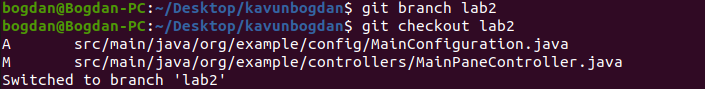 bogdan@Bogdan-PC:~/Desktop/kavunbogdan$ git branch lab2
bogdan@Bogdan-PC:~/Desktop/kavunbogdan$ git checkout lab2
A       src/main/java/org/example/config/MainConfiguration.java
M       src/main/java/org/example/controllers/MainPaneController.java
Switched to branch 'lab2'